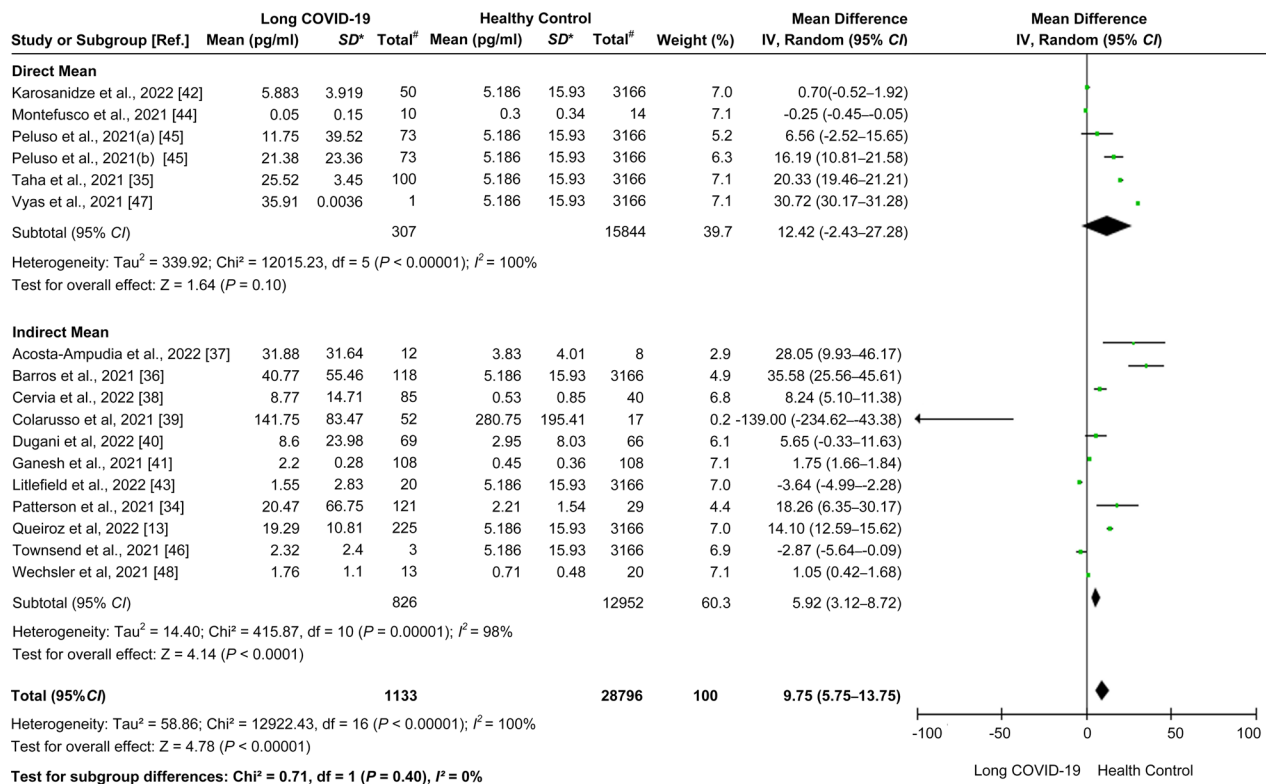 Long COVID-19 Healthy Control Mean Difference Mean Difference
Study or Subgroup [Ref.] Mean (pg/ml) SD* Total# Mean (pg/ml) SD* Total# Weight (%) IV, Random (95% CI) IV, Random (95% CI)
Direct Mean
Karosanidze et al., 2022 [42] 5.883 3.919 50 5.186 15.93 3166 7.0 0.70(-0.52–1.92)
Montefusco et al., 2021 [44] 0.05 0.15 10 0.3 0.34 14 7.1 -0.25 (-0.45–-0.05)
Peluso et al., 2021(a) [45] 11.75 39.52 73 5.186 15.93 3166 5.2 6.56 (-2.52–15.65)
Peluso et al., 2021(b) [45] 21.38 23.36 73 5.186 15.93 3166 6.3 16.19 (10.81–21.58)
Taha et al., 2021 [35] 25.52 3.45 100 5.186 15.93 3166 7.1 20.33 (19.46–21.21)
Vyas et al., 2021 [47] 35.91 0.0036 1 5.186 15.93 3166 7.1 30.72 (30.17–31.28)
Subtotal (95% CI) 307 15844 39.7 12.42 (-2.43–27.28)
Heterogeneity: Tau² = 339.92; Chi² = 12015.23, df = 5 (P < 0.00001); I² = 100%
Test for overall effect: Z = 1.64 (P = 0.10)
Indirect Mean
Acosta-Ampudia et al., 2022 [37] 31.88 31.64 12 3.83 4.01 8 2.9 28.05 (9.93–46.17)
Barros et al., 2021 [36] 40.77 55.46 118 5.186 15.93 3166 4.9 35.58 (25.56–45.61)
Cervia et al., 2022 [38] 8.77 14.71 85 0.53 0.85 40 6.8 8.24 (5.10–11.38)
Colarusso et al, 2021 [39] 141.75 83.47 52 280.75 195.41 17 0.2 -139.00 (-234.62–-43.38)
Dugani et al, 2022 [40] 8.6 23.98 69 2.95 8.03 66 6.1 5.65 (-0.33–11.63)
Ganesh et al., 2021 [41] 2.2 0.28 108 0.45 0.36 108 7.1 1.75 (1.66–1.84)
Litlefield et al., 2022 [43] 1.55 2.83 20 5.186 15.93 3166 7.0 -3.64 (-4.99–-2.28)
Patterson et al., 2021 [34] 20.47 66.75 121 2.21 1.54 29 4.4 18.26 (6.35–30.17)
Queiroz et al, 2022 [13] 19.29 10.81 225 5.186 15.93 3166 7.0 14.10 (12.59–15.62)
Townsend et al., 2021 [46] 2.32 2.4 3 5.186 15.93 3166 6.9 -2.87 (-5.64–-0.09)
Wechsler et al, 2021 [48] 1.76 1.1 13 0.71 0.48 20 7.1 1.05 (0.42–1.68)
Subtotal (95% CI) 826 12952 60.3 5.92 (3.12–8.72)
Heterogeneity: Tau² = 14.40; Chi² = 415.87, df = 10 (P = 0.00001); I² = 98%
Test for overall effect: Z = 4.14 (P < 0.0001)
Total (95%CI) 1133 28796 100 9.75 (5.75–13.75)
Heterogeneity: Tau² = 58.86; Chi² = 12922.43, df = 16 (P < 0.00001); I² = 100%
Test for overall effect: Z = 4.78 (P < 0.00001)
Test for subgroup differences: Chi² = 0.71, df = 1 (P = 0.40), I² = 0%
-100 -50 0 50 100
Long COVID-19 Healthy Control